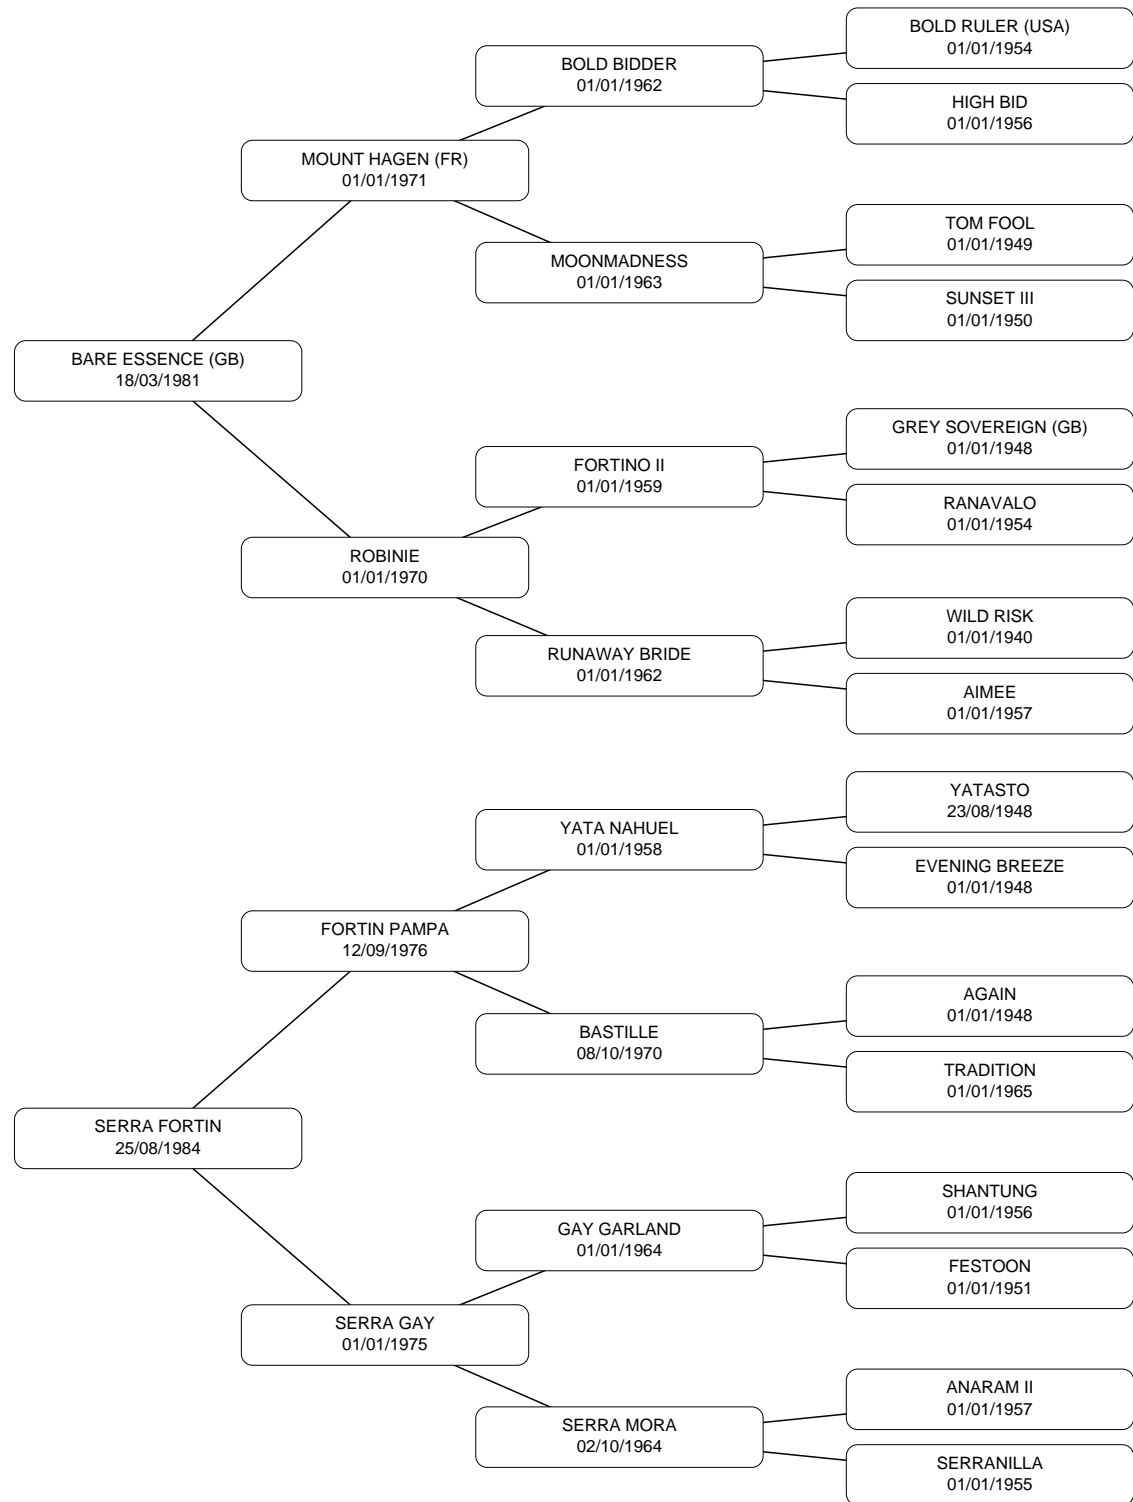 BOLD RULER (USA)
01/01/1954
BOLD BIDDER
01/01/1962
HIGH BID
01/01/1956
MOUNT HAGEN (FR)
01/01/1971
TOM FOOL
01/01/1949
MOONMADNESS
01/01/1963
SUNSET III
01/01/1950
BARE ESSENCE (GB)
18/03/1981
GREY SOVEREIGN (GB)
01/01/1948
FORTINO II
01/01/1959
RANAVALO
01/01/1954
ROBINIE
01/01/1970
WILD RISK
01/01/1940
RUNAWAY BRIDE
01/01/1962
AIMEE
01/01/1957
YATASTO
23/08/1948
YATA NAHUEL
01/01/1958
EVENING BREEZE
01/01/1948
FORTIN PAMPA
12/09/1976
AGAIN
01/01/1948
BASTILLE
08/10/1970
TRADITION
01/01/1965
SERRA FORTIN
25/08/1984
SHANTUNG
01/01/1956
GAY GARLAND
01/01/1964
FESTOON
01/01/1951
SERRA GAY
01/01/1975
ANARAM II
01/01/1957
SERRA MORA
02/10/1964
SERRANILLA
01/01/1955